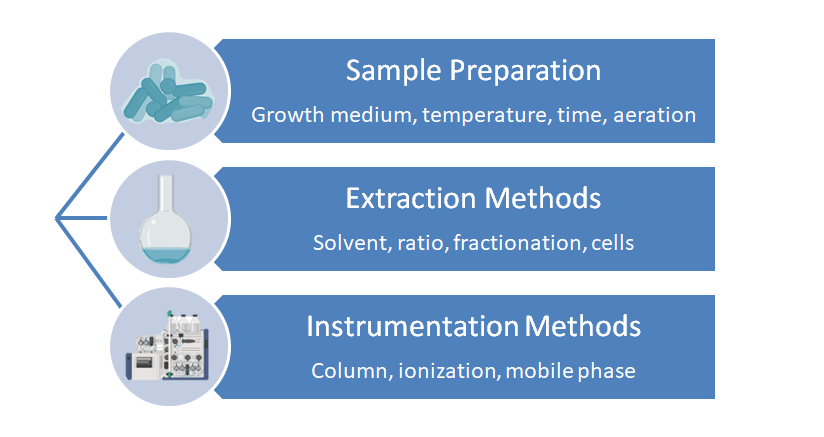 Sample Preparation
Growth medium, temperature, time, aeration
Extraction Methods
Solvent, ratio, fractionation, cells
Instrumentation Methods
Column, ionization, mobile phase